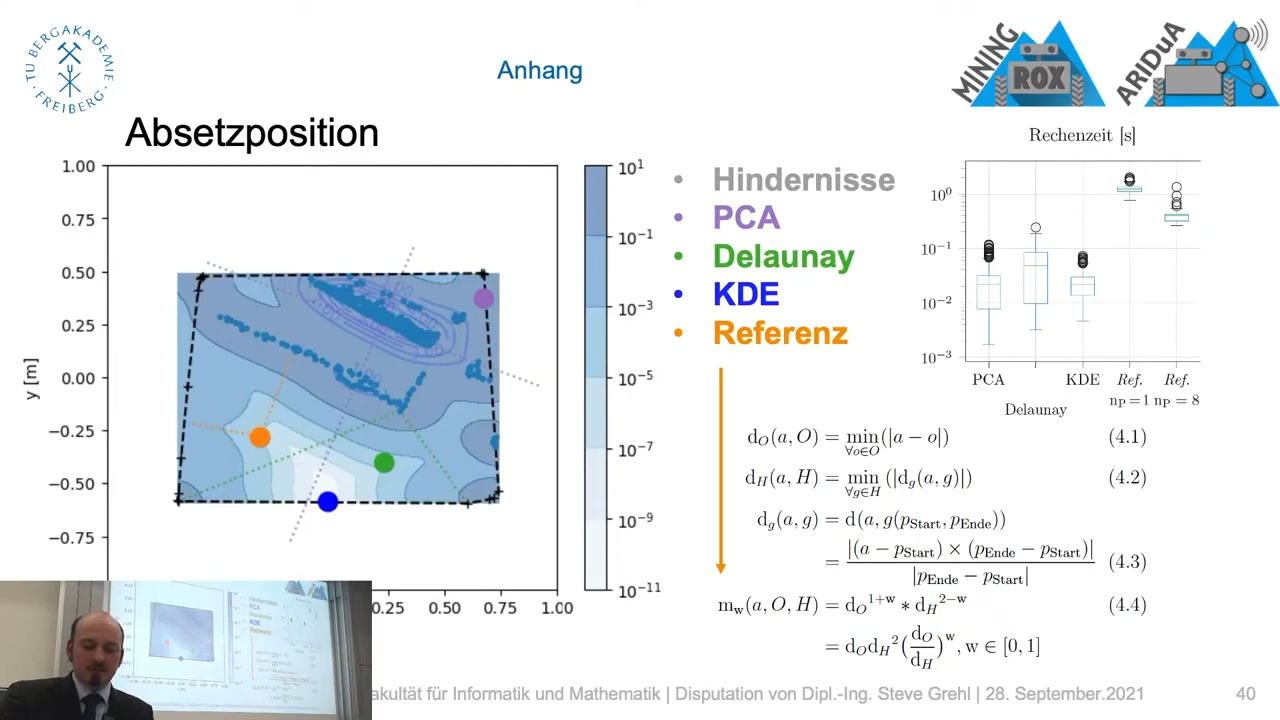 TU BERGAKADEMIE
FREIBERG
Anhang
MINING
ROX
ARIDuA
Absetzposition
1.00
0.75
0.50
0.25
0.00
−0.25
−0.50
−0.75
y [m]
0.25
0.50
0.75
1.00
10^1
10^−1
10^−3
10^−5
10^−7
10^−9
10^−11
• Hindernisse
• PCA
• Delaunay
• KDE
• Referenz
Rechenzeit [s]
10^0
10^−1
10^−2
10^−3
PCA
KDE
Ref.
Ref.
n_P = 1
n_P = 8
Delaunay
d_O(a, O) = min_{∀o∈O}(|a − o|) (4.1)
d_H(a, H) = min_{∀g∈H}(|d_g(a, g)|) (4.2)
d_g(a, g) = d(a, g(p_Start, p_Ende))
= |(a − p_Start) × (p_Ende − p_Start)| / |p_Ende − p_Start| (4.3)
m_w(a, O, H) = d_O^{1+w} ∗ d_H^{2−w} (4.4)
= d_O d_H^2 (d_O / d_H)^w, w ∈ [0, 1]
akultät für Informatik und Mathematik | Disputation von Dipl.-Ing. Steve Grehl | 28. September.2021
40